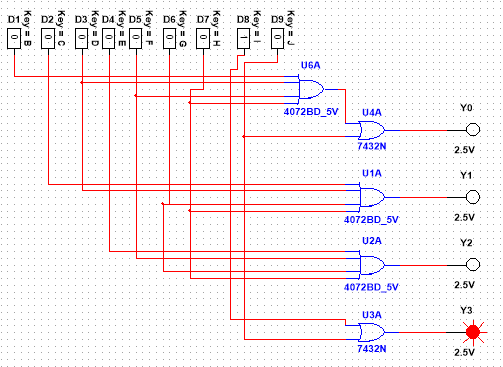 D1 D2 D3 D4 D5 D6 D7 D8 D9
0 0 0 0 0 0 0 1 0
Key = B
Key = C
Key = D
Key = E
Key = F
Key = G
Key = H
Key = I
Key = J
U6A
4072BD_5V
U4A
7432N
Y0
2.5V
U1A
4072BD_5V
Y1
2.5V
U2A
4072BD_5V
Y2
2.5V
U3A
7432N
Y3
2.5V